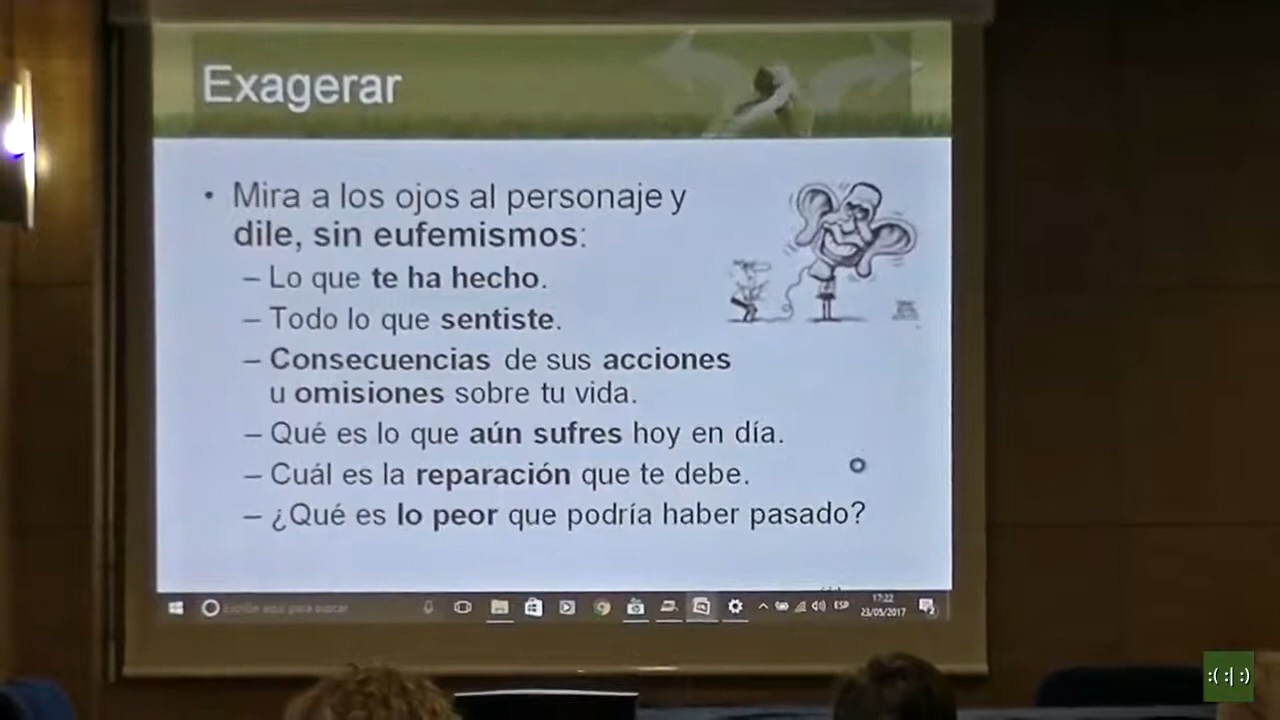 Exagerar
• Mira a los ojos al personaje y
dile, sin eufemismos:
– Lo que te ha hecho.
– Todo lo que sentiste.
– Consecuencias de sus acciones
u omisiones sobre tu vida.
– Qué es lo que aún sufres hoy en día.
– Cuál es la reparación que te debe.
– ¿Qué es lo peor que podría haber pasado?
Escribe aquí para buscar
ESP
17:22
23/05/2017
:( :| :)